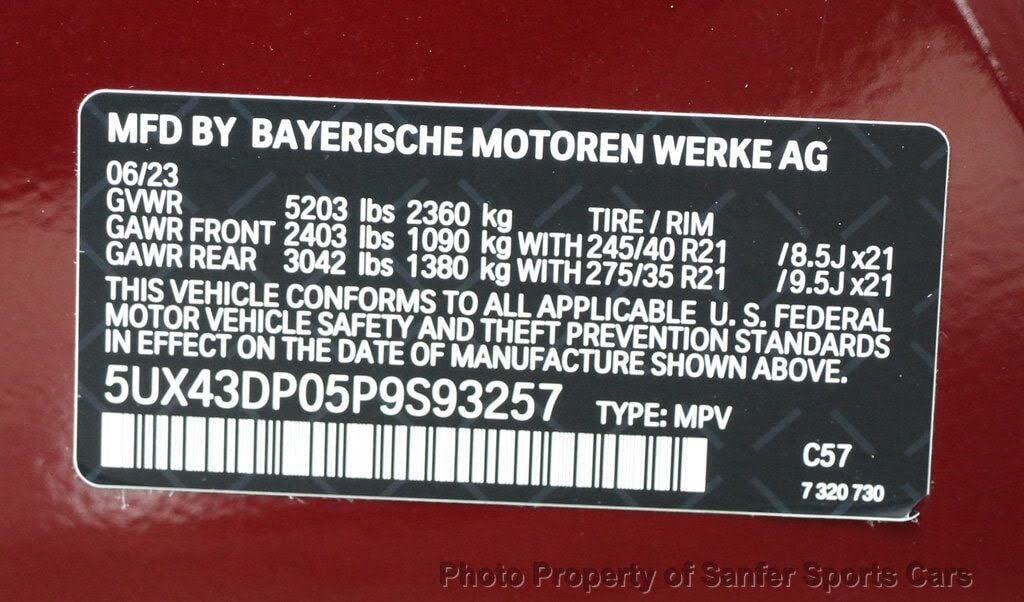 MFD BY BAYERISCHE MOTOREN WERKE AG
06/23
GVWR 5203 lbs 2360 kg TIRE / RIM
GAWR FRONT 2403 lbs 1090 kg WITH 245/40 R21 /8.5J x21
GAWR REAR 3042 lbs 1380 kg WITH 275/35 R21 /9.5J x21
THIS VEHICLE CONFORMS TO ALL APPLICABLE U. S. FEDERAL
MOTOR VEHICLE SAFETY AND THEFT PREVENTION STANDARDS
IN EFFECT ON THE DATE OF MANUFACTURE SHOWN ABOVE.
5UX43DP05P9S93257 TYPE: MPV
C57
7 320 730
Photo Property of Sanfer Sports Cars